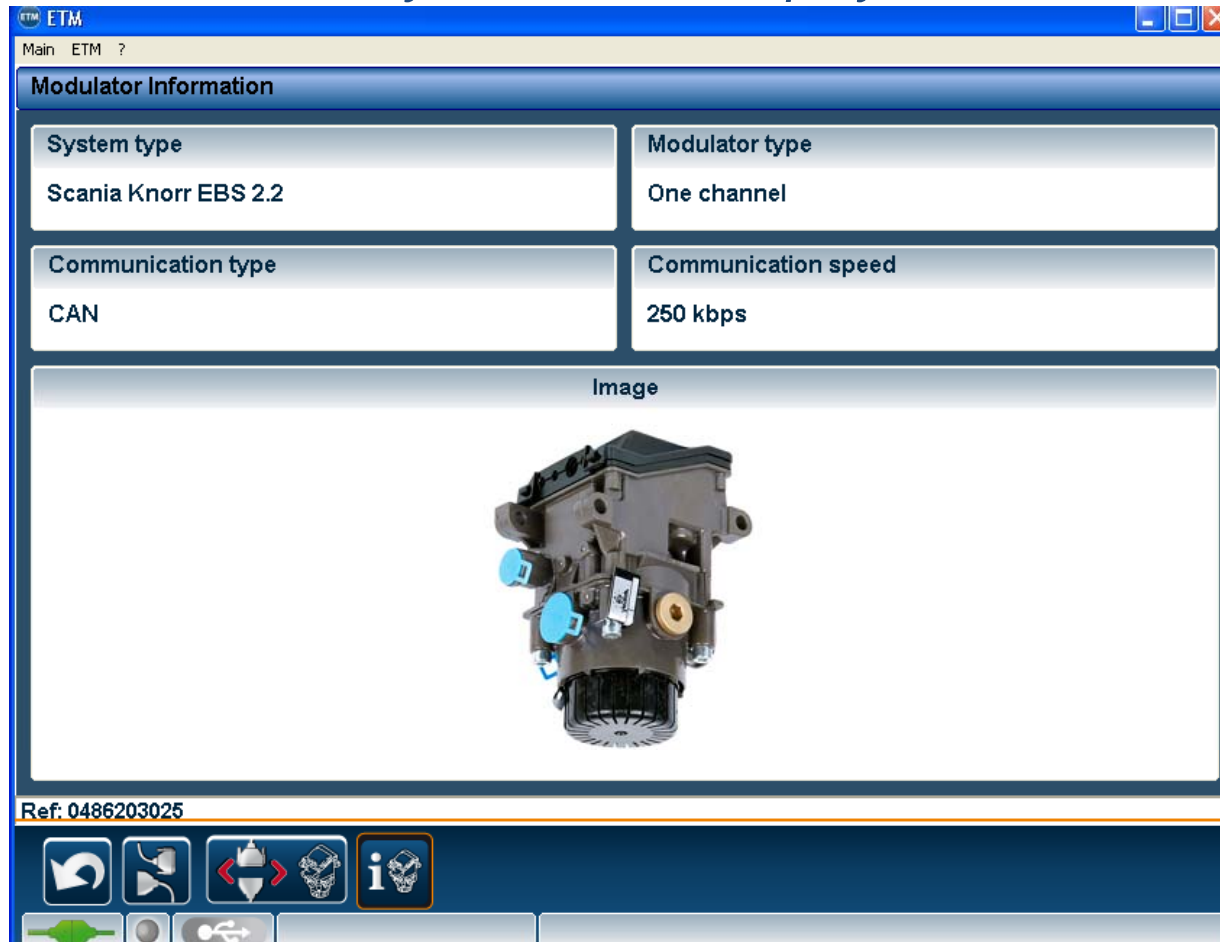 ETM ETM
Main ETM ?
Modulator Information
System type
Modulator type
Scania Knorr EBS 2.2
One channel
Communication type
Communication speed
CAN
250 kbps
Image
Ref: 0486203025
i